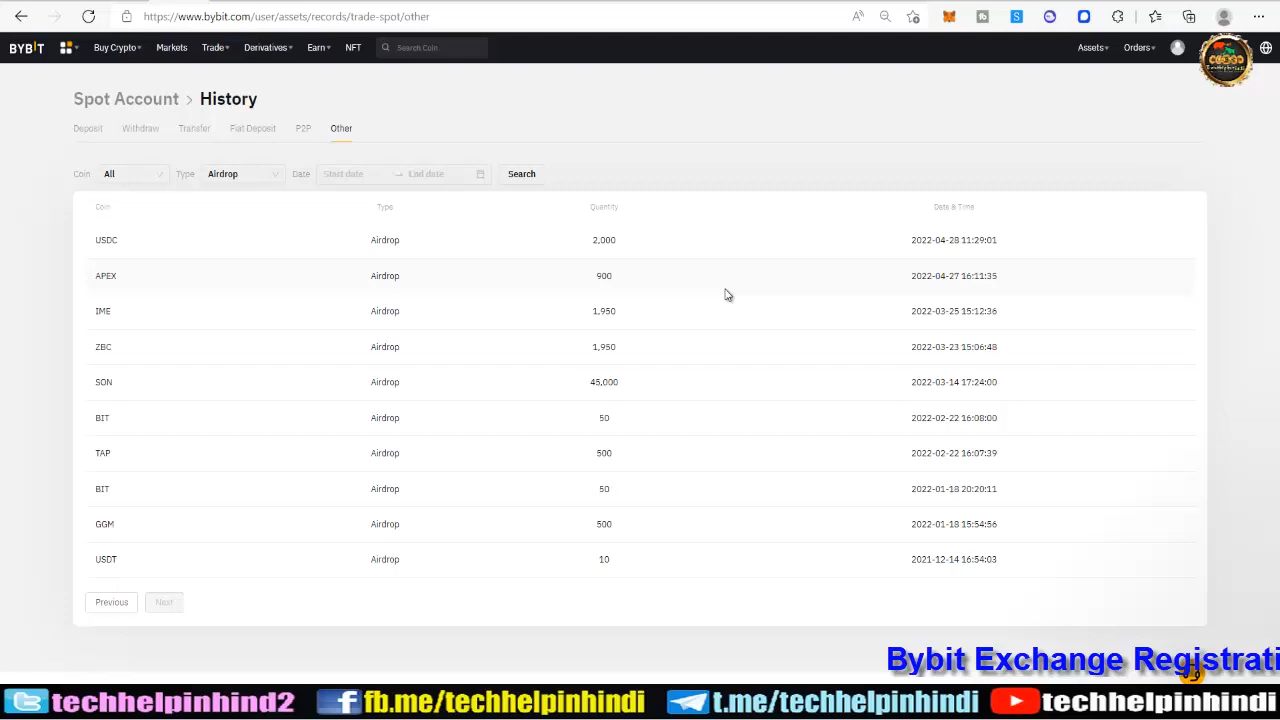 https://www.bybit.com/user/assets/records/trade-spot/other
BYBIT Buy Crypto Markets Trade Derivatives Earn NFT Search Coin Assets Orders
Spot Account > History
Deposit Withdraw Transfer Fiat Deposit P2P Other
Coin All Type Airdrop Date Start date → End date Search
Coin Type Quantity Date & Time
USDC Airdrop 2,000 2022-04-28 11:29:01
APEX Airdrop 900 2022-04-27 16:11:35
IME Airdrop 1,950 2022-03-25 15:12:36
ZBC Airdrop 1,950 2022-03-23 15:06:48
SON Airdrop 45,000 2022-03-14 17:24:00
BIT Airdrop 50 2022-02-22 16:08:00
TAP Airdrop 500 2022-02-22 16:07:39
BIT Airdrop 50 2022-01-18 20:20:11
GGM Airdrop 500 2022-01-18 15:54:56
USDT Airdrop 10 2021-12-14 16:54:03
Previous Next
Bybit Exchange Registrati
techhelpinhindi2 fb.me/techhelpinhindi t.me/techhelpinhindi techhelpinhindi